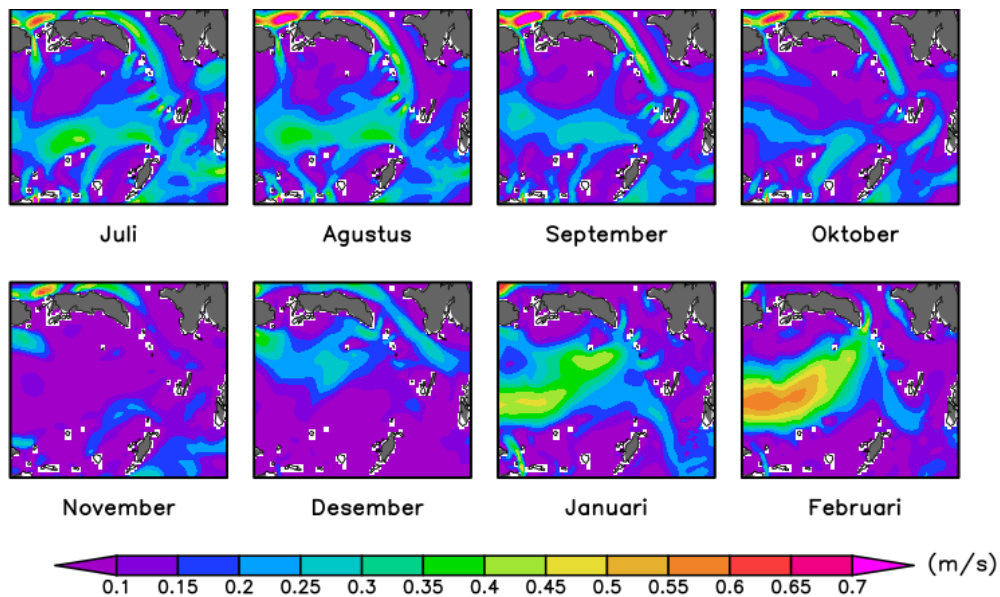 Juli Agustus September Oktober
November Desember Januari Februari
(m/s)
0.1 0.15 0.2 0.25 0.3 0.35 0.4 0.45 0.5 0.55 0.6 0.65 0.7